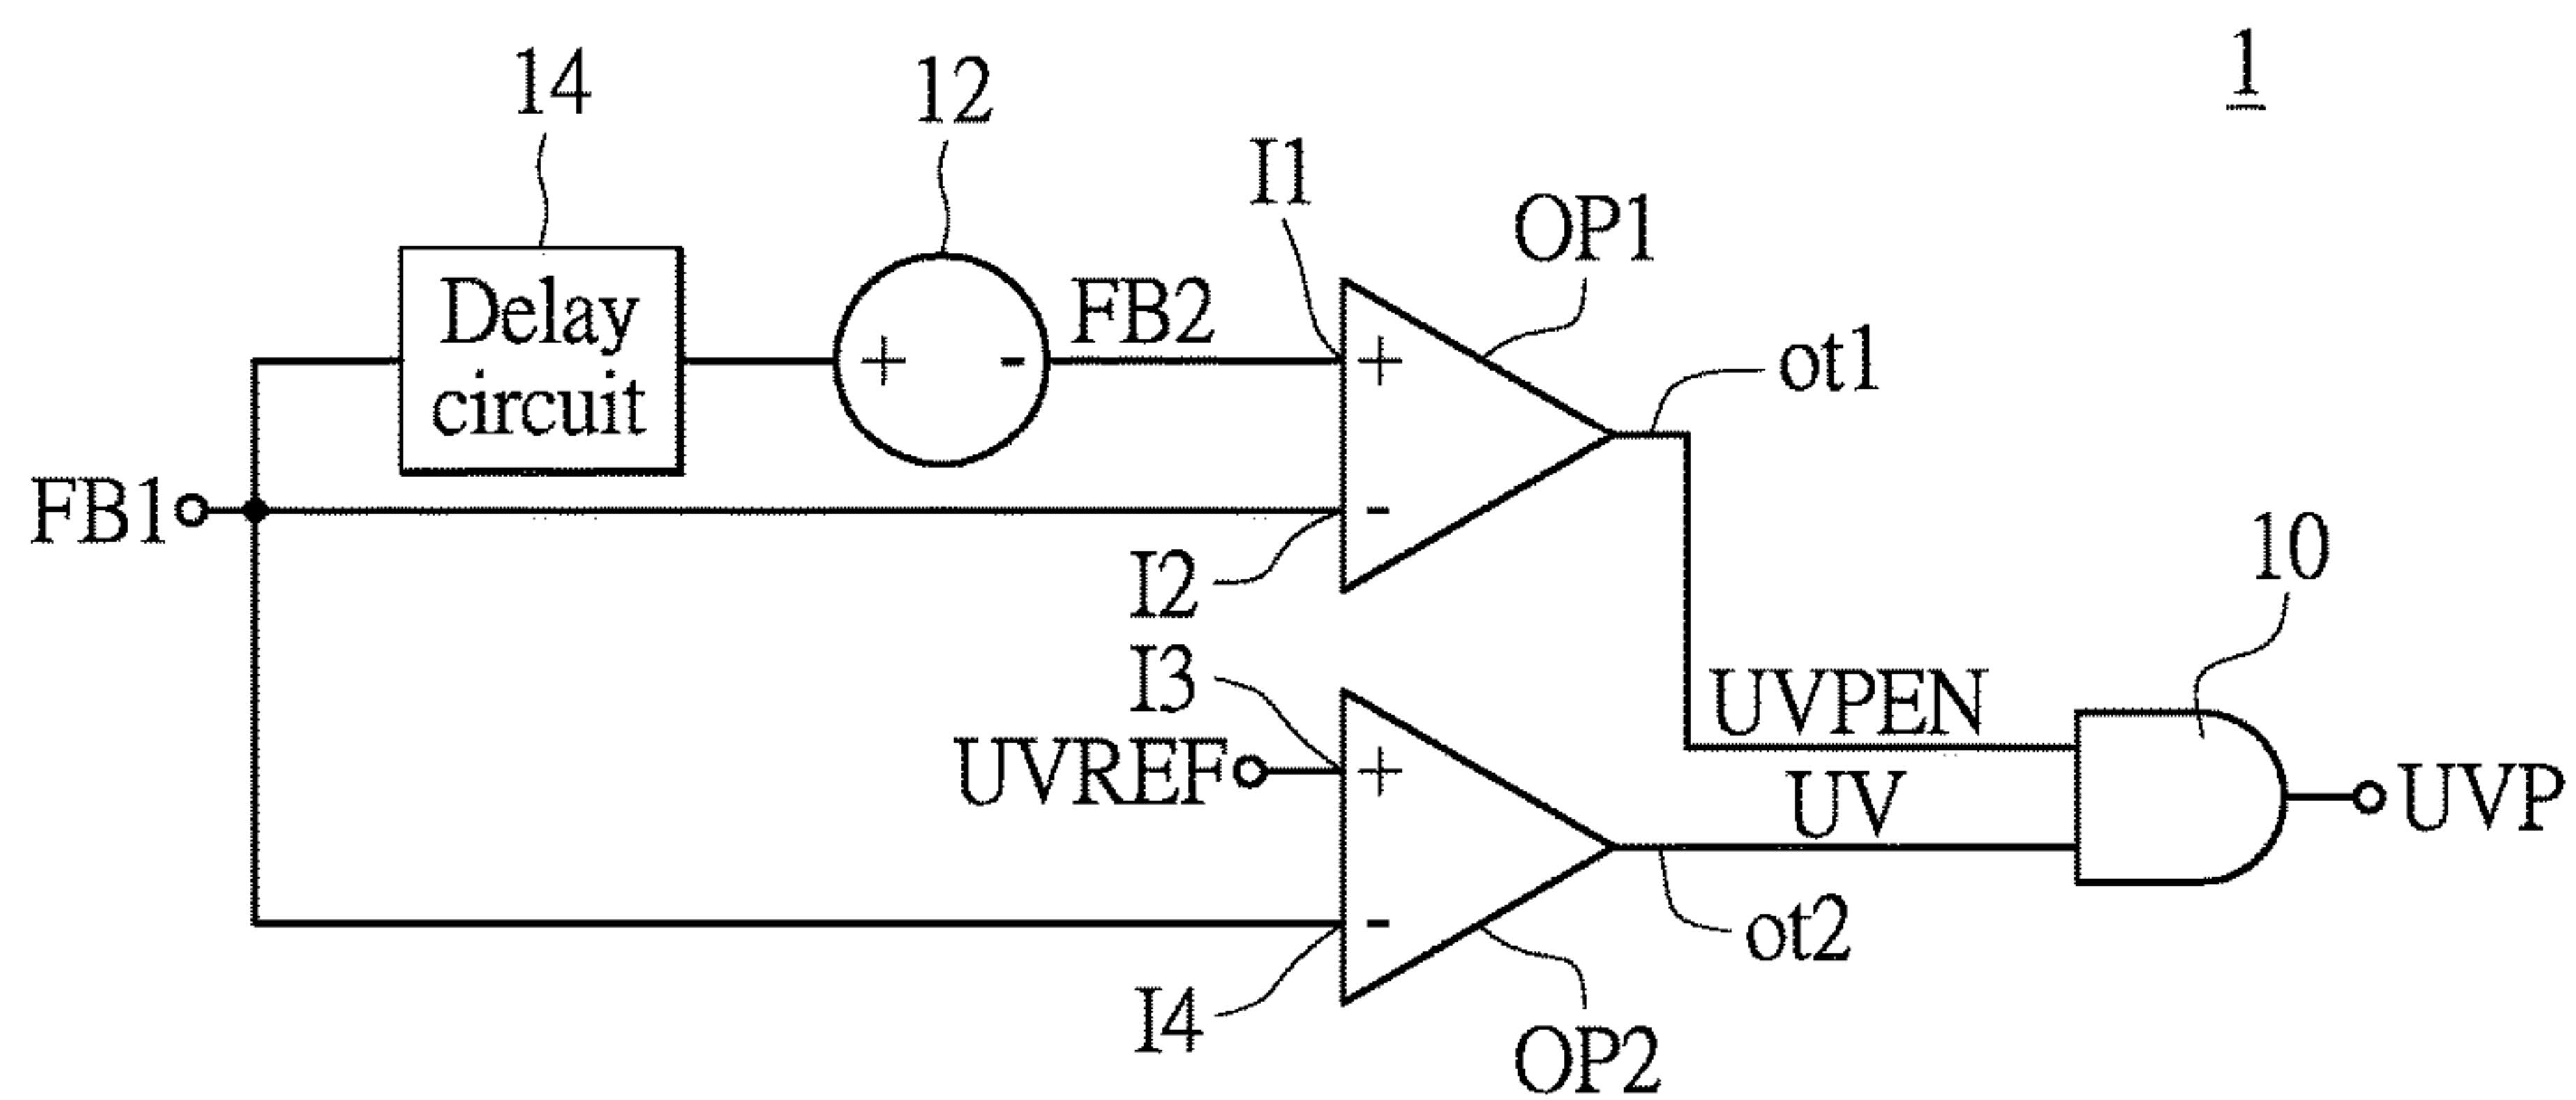 1
14
12
I1
OP1
Delay
circuit
+
-
FB2
+
ot1
FB1
-
I2
10
I3
UVPEN
UVREF
+
UV
UVP
-
ot2
I4
OP2